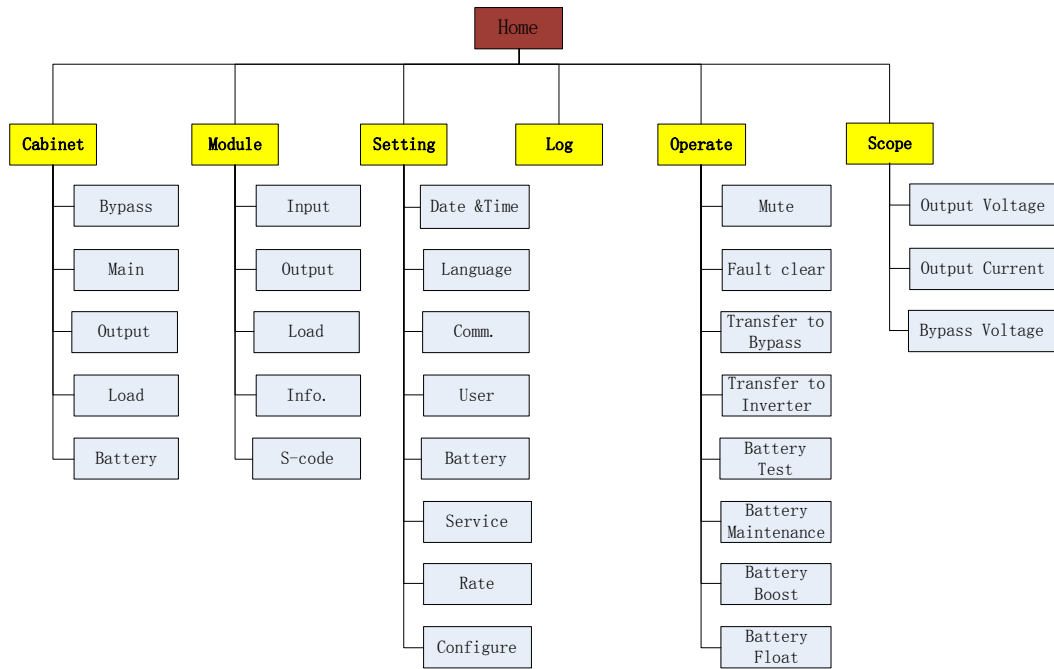 Home
Cabinet
Module
Setting
Log
Operate
Scope
Bypass
Main
Output
Load
Battery
Input
Output
Load
Info.
S-code
Date &Time
Language
Comm.
User
Battery
Service
Rate
Configure
Mute
Fault clear
Transfer to
Bypass
Transfer to
Inverter
Battery
Test
Battery
Maintenance
Battery
Boost
Battery
Float
Output Voltage
Output Current
Bypass Voltage